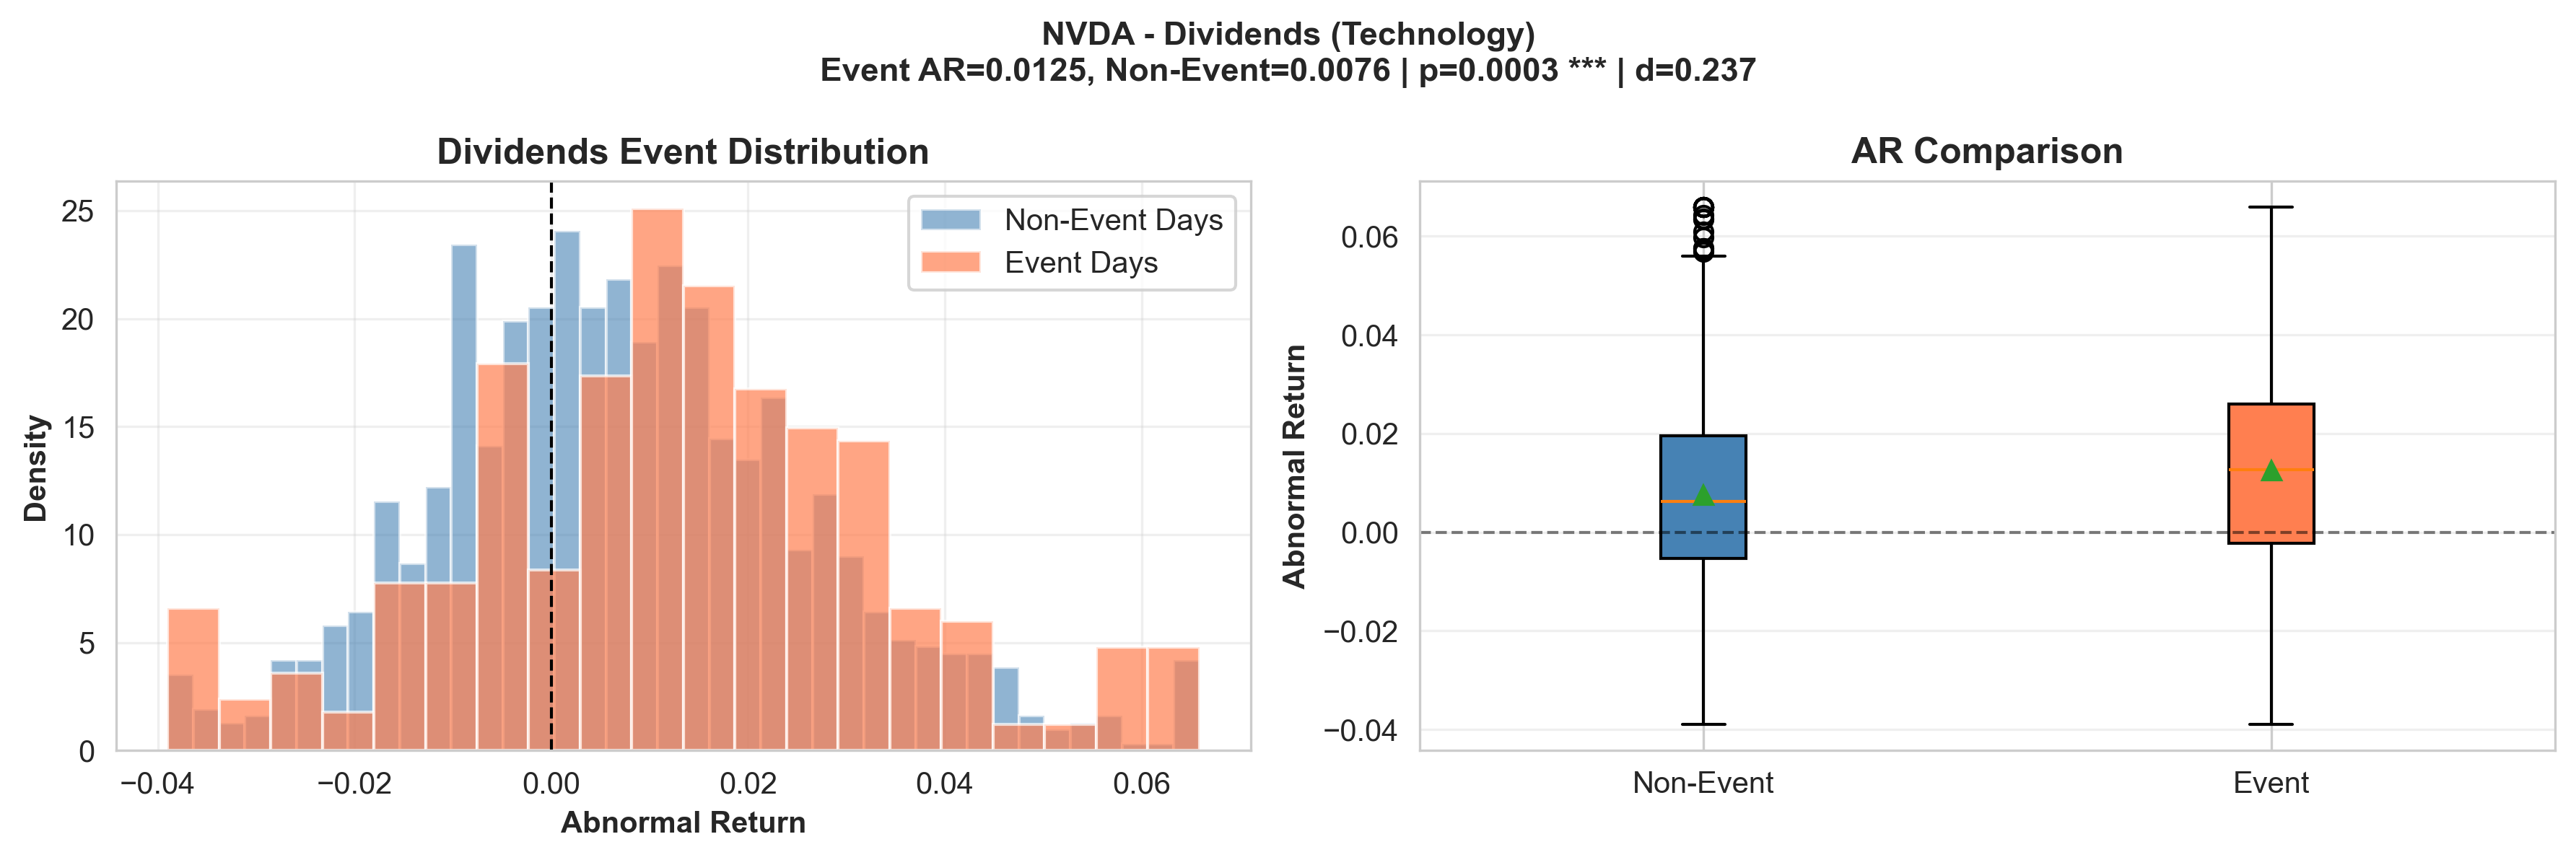 NVDA - Dividends (Technology)
Event AR=0.0125, Non-Event=0.0076 | p=0.0003 *** | d=0.237
Dividends Event Distribution
Density
25
20
15
10
5
0
Non-Event Days
Event Days
−0.04
−0.02
0.00
0.02
0.04
0.06
Abnormal Return
AR Comparison
Abnormal Return
0.06
0.04
0.02
0.00
−0.02
−0.04
Non-Event
Event